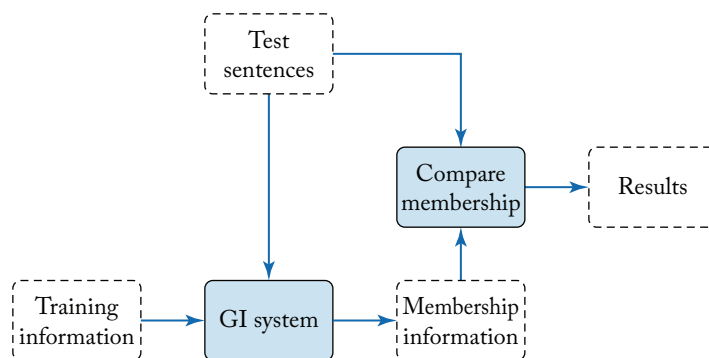 Test
sentences
Compare
membership
Results
Training
information
GI system
Membership
information